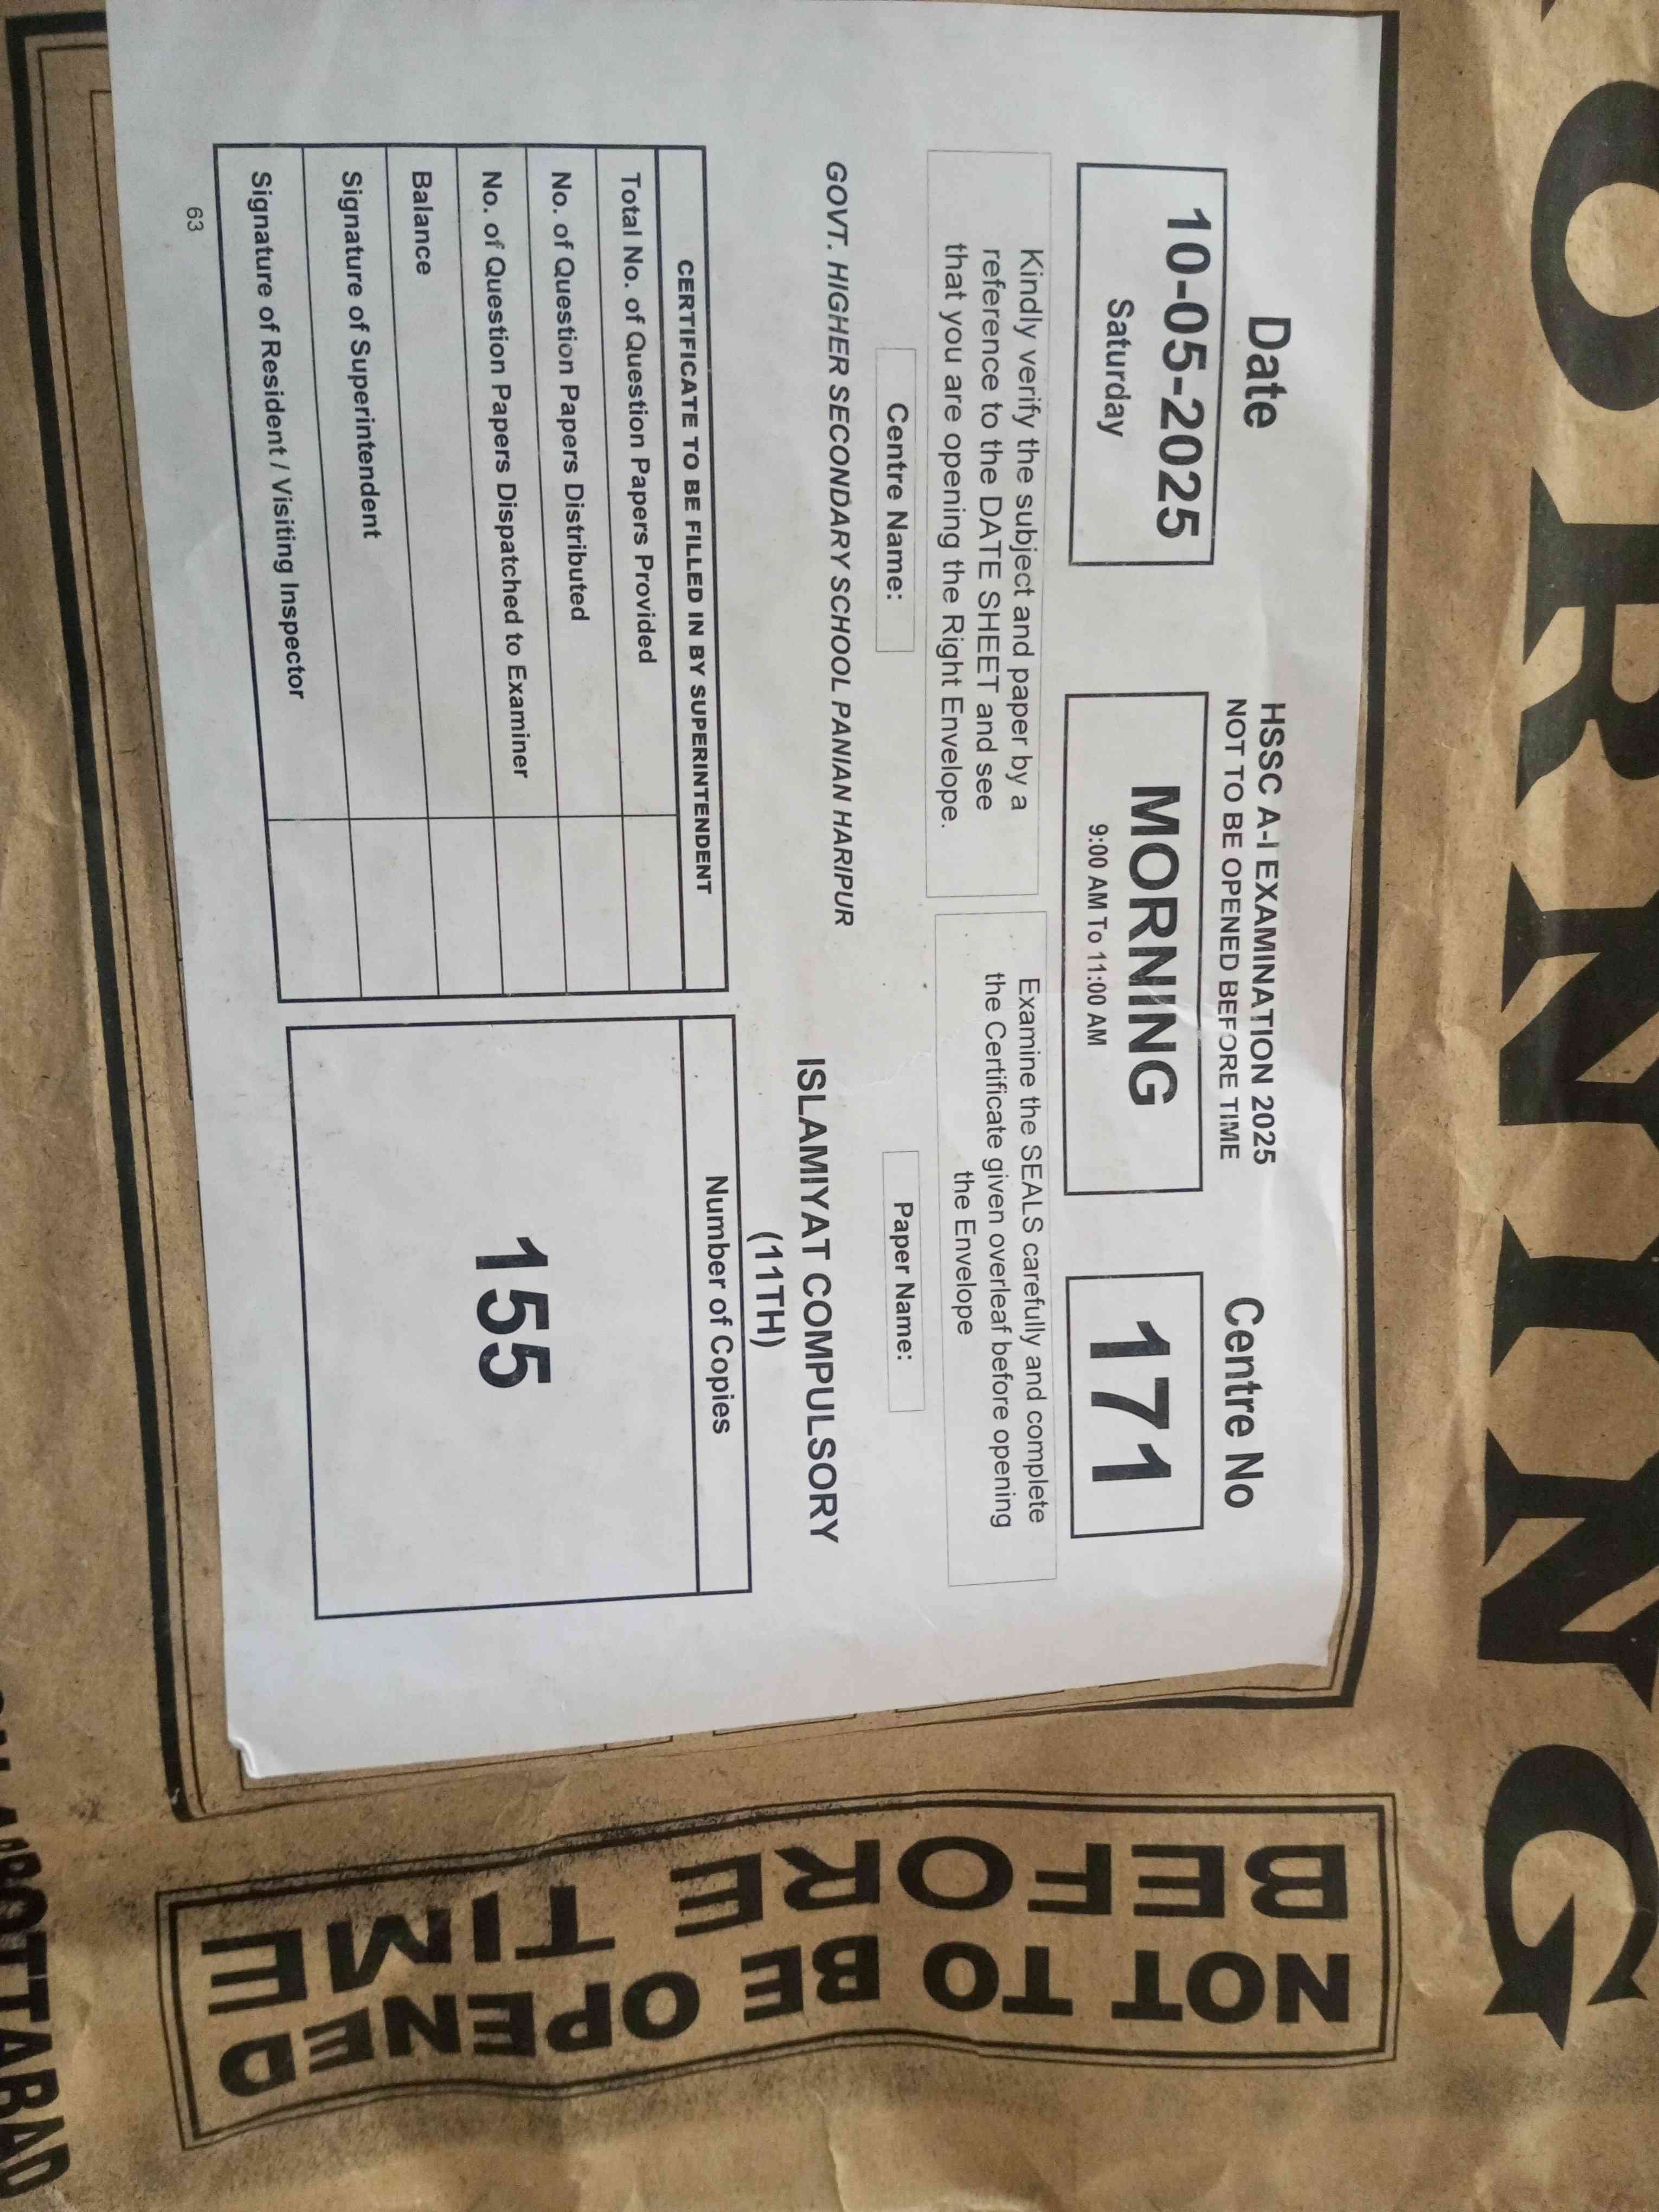 ORNING
Date
HSSC A-I EXAMINATION 2025
NOT TO BE OPENED BEFORE TIME
Centre No
10-05-2025
Saturday
MORNING
9:00 AM To 11:00 AM
171
Kindly verify the subject and paper by a
reference to the DATE SHEET and see
that you are opening the Right Envelope.
Examine the SEALS carefully and complete
the Certificate given overleaf before opening
the Envelope
Centre Name:
Paper Name:
GOVT. HIGHER SECONDARY SCHOOL PANIAN HARIPUR
ISLAMIYAT COMPULSORY
(11TH)
CERTIFICATE TO BE FILLED IN BY SUPERINTENDENT
Total No. of Question Papers Provided
No. of Question Papers Distributed
No. of Question Papers Dispatched to Examiner
Balance
Signature of Superintendent
Signature of Resident / Visiting Inspector
Number of Copies
155
63
NOT TO BE OPENED
BEFORE TIME
ABBOTTABAD